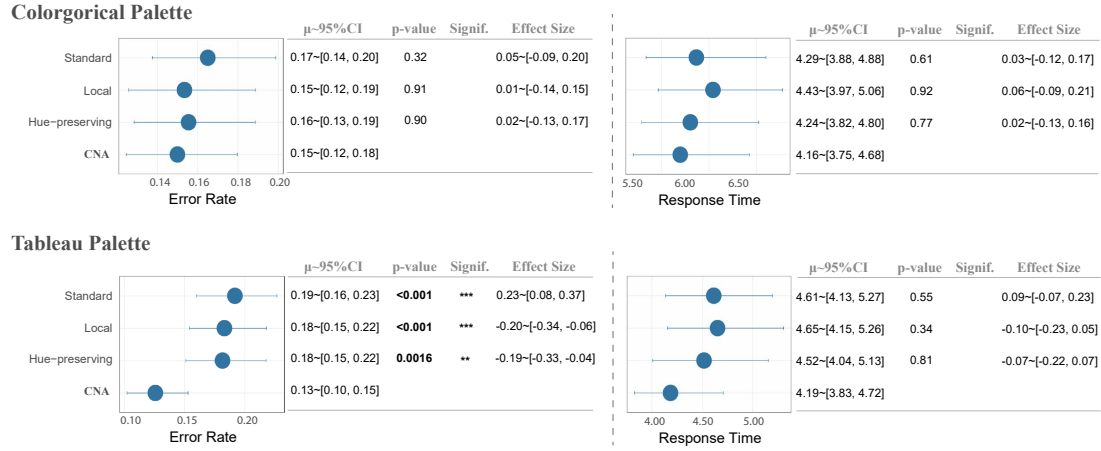 Colorgorical Palette
μ~95%CI p-value Signif. Effect Size
Standard 0.17~[0.14, 0.20] 0.32 0.05~[-0.09, 0.20]
Local 0.15~[0.12, 0.19] 0.91 0.01~[-0.14, 0.15]
Hue-preserving 0.16~[0.13, 0.19] 0.90 0.02~[-0.13, 0.17]
CNA 0.15~[0.12, 0.18]
0.14 0.16 0.18 0.20
Error Rate
μ~95%CI p-value Signif. Effect Size
4.29~[3.88, 4.88] 0.61 0.03~[-0.12, 0.17]
4.43~[3.97, 5.06] 0.92 0.06~[-0.09, 0.21]
4.24~[3.82, 4.80] 0.77 0.02~[-0.13, 0.16]
4.16~[3.75, 4.68]
5.50 6.00 6.50
Response Time
Tableau Palette
μ~95%CI p-value Signif. Effect Size
Standard 0.19~[0.16, 0.23] <0.001 *** 0.23~[0.08, 0.37]
Local 0.18~[0.15, 0.22] <0.001 *** -0.20~[-0.34, -0.06]
Hue-preserving 0.18~[0.15, 0.22] 0.0016 ** -0.19~[-0.33, -0.04]
CNA 0.13~[0.10, 0.15]
0.10 0.15 0.20
Error Rate
μ~95%CI p-value Signif. Effect Size
4.61~[4.13, 5.27] 0.55 0.09~[-0.07, 0.23]
4.65~[4.15, 5.26] 0.34 -0.10~[-0.23, 0.05]
4.52~[4.04, 5.13] 0.81 -0.07~[-0.22, 0.07]
4.19~[3.83, 4.72]
4.00 4.50 5.00
Response Time